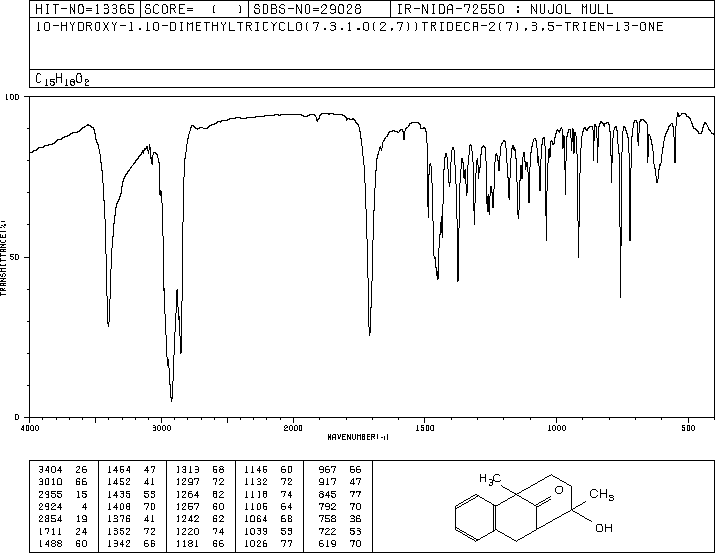 HIT-NO=13365 SCORE= ( ) SDBS-NO=29028 IR-NIDA-72550 : NUJOL MULL
10-HYDROXY-1,10-DIMETHYLTRICYCLO(7.3.1.0(2,7))TRIDECA-2(7),3,5-TRIEN-13-ONE
C15H18O2
100
50
0
TRANSMITTANCE(%)
4000 3000 2000 1500 1000 500
WAVENUMBER(-1)
3404 26 1464 47 1313 68 1146 60 967 66
3010 66 1452 41 1297 72 1132 72 917 47
2955 15 1435 55 1264 62 1118 74 845 77
2924 4 1408 70 1257 60 1106 64 792 70
2854 19 1376 41 1242 62 1064 68 758 36
1711 24 1352 72 1220 74 1039 59 722 53
1488 60 1342 66 1181 66 1026 77 619 70
H3C
O
CH3
OH